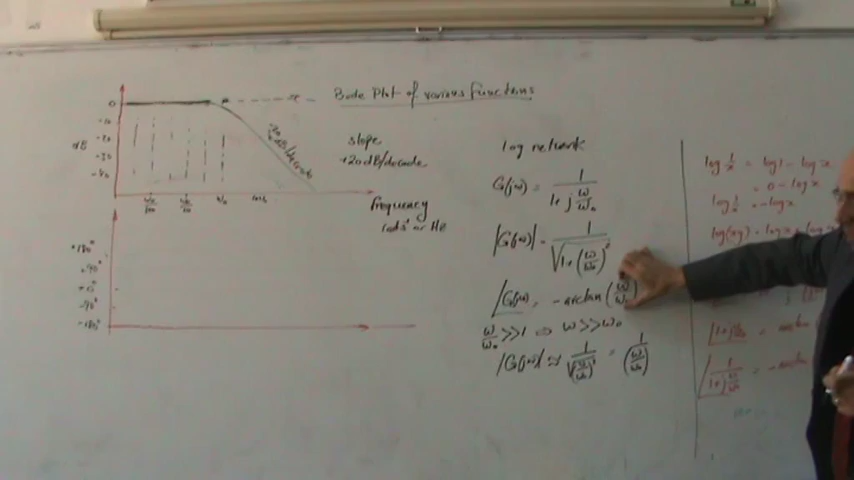 Bode Plot of various functions
0
-10
-20
-30
-40
dB
-20dB/decade
slope
+20dB/decade
ω₀/100
ω₀/10
ω₀
10ω₀
frequency
rads⁻¹ or Hz
+180°
+90°
+0°
-90°
-180°
log network
G(jω) = 1/(1+j ω/ω₀)
|G(jω)| = 1/√(1+(ω/ω₀)²)
∠G(jω) = -arctan(ω/ω₀)
ω/ω₀ >> 1 ⇒ ω >> ω₀
|G(jω)| ≈ 1/√(ω/ω₀)² = 1/(ω/ω₀)
log 1/x = log1 - log x
= 0 - log x
log 1/x = -log x
log(xy) = log x + log